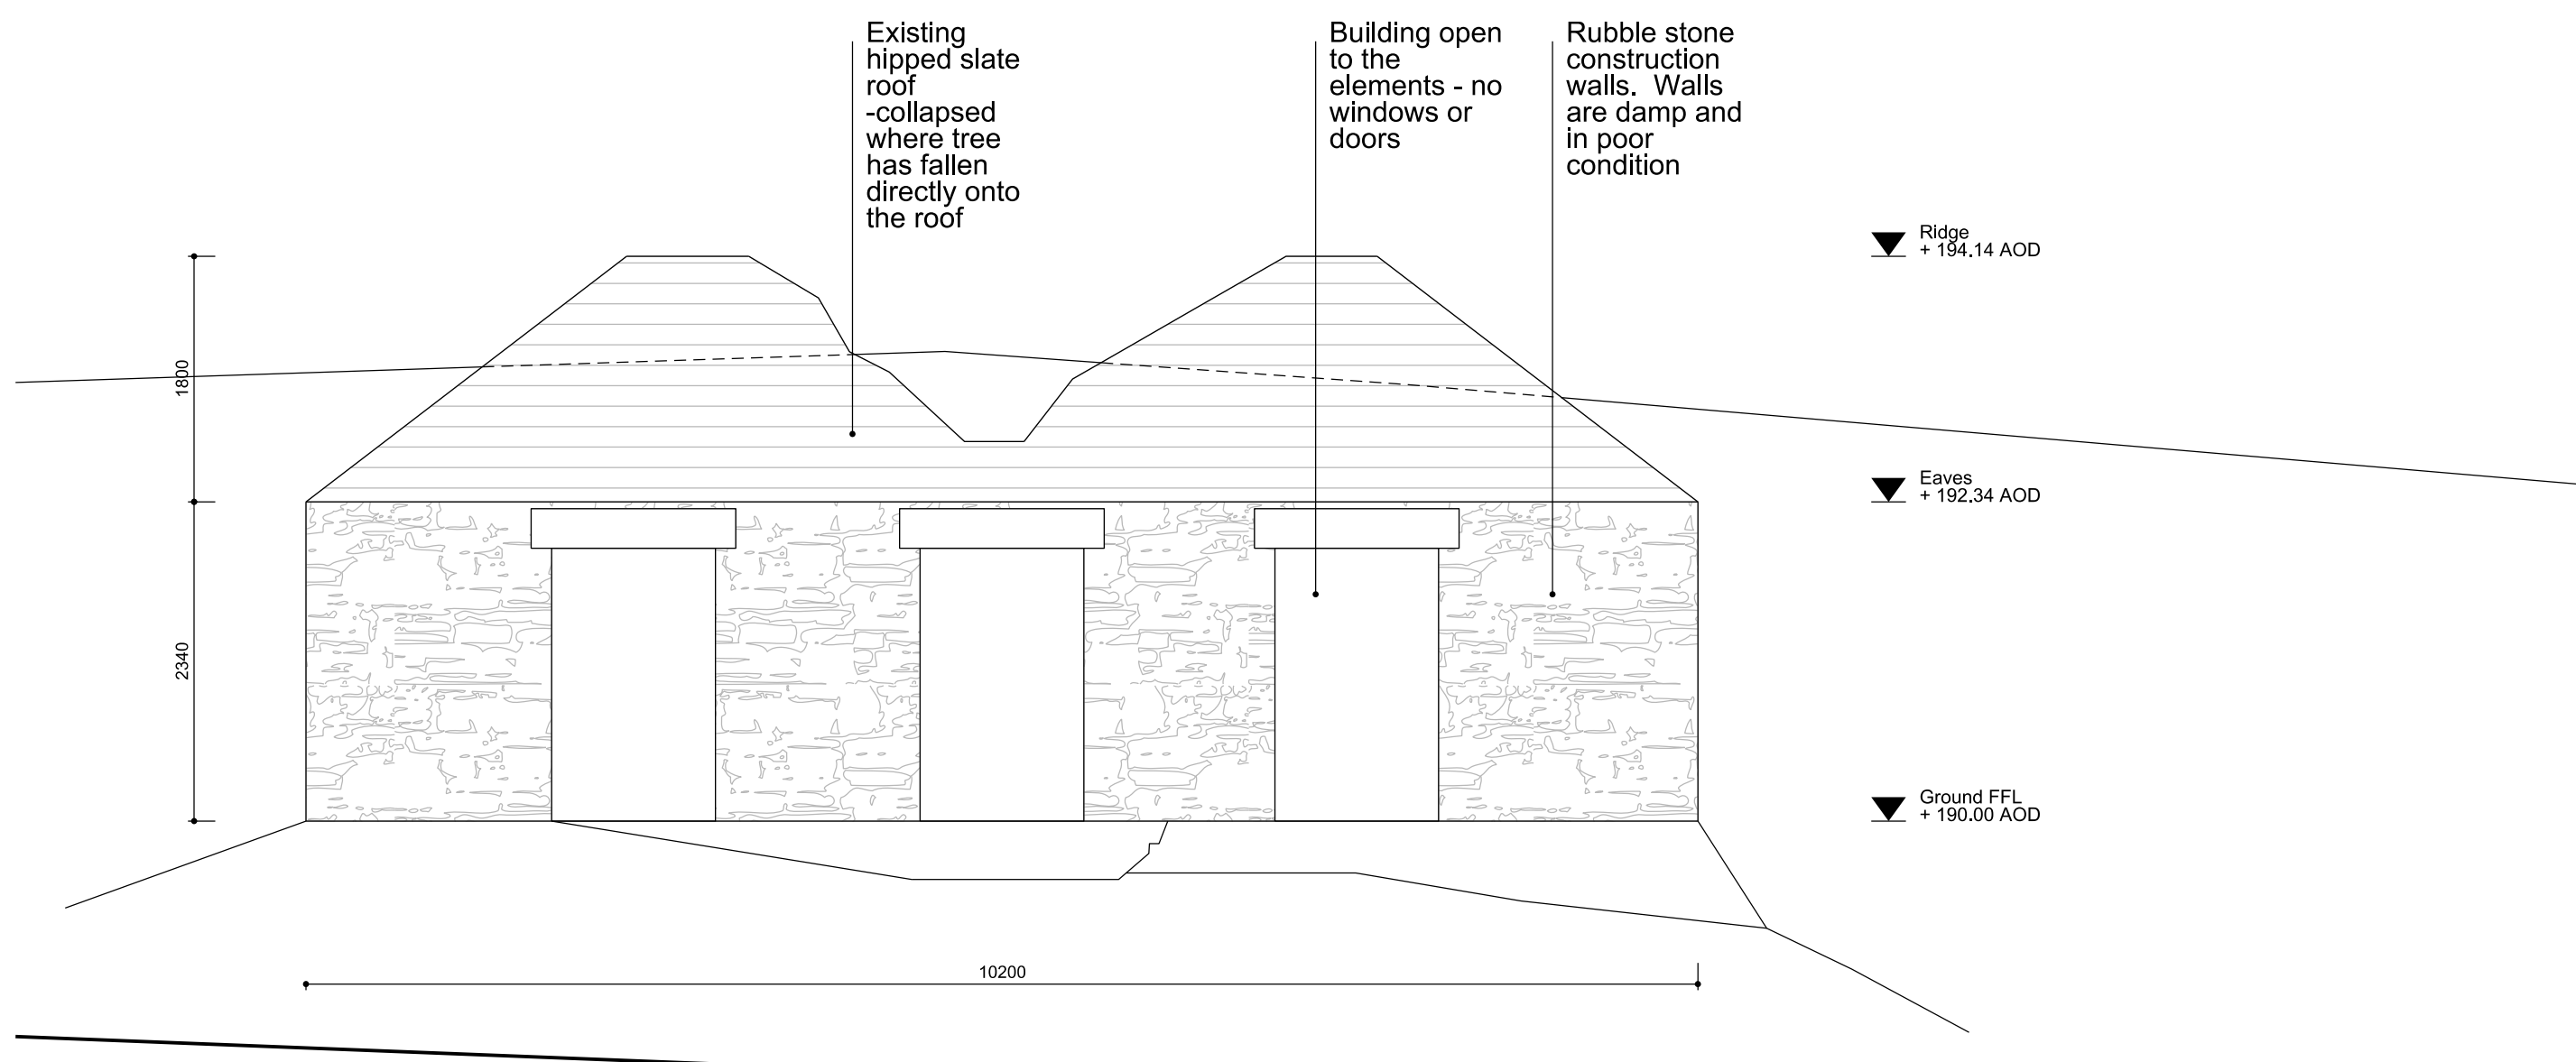 Existing
hipped slate
roof
-collapsed
where tree
has fallen
directly onto
the roof
Building open
to the
elements - no
windows or
doors
Rubble stone
construction
walls.  Walls
are damp and
in poor
condition
Ridge
+ 194.14 AOD
1800
Eaves
+ 192.34 AOD
2340
Ground FFL
+ 190.00 AOD
10200